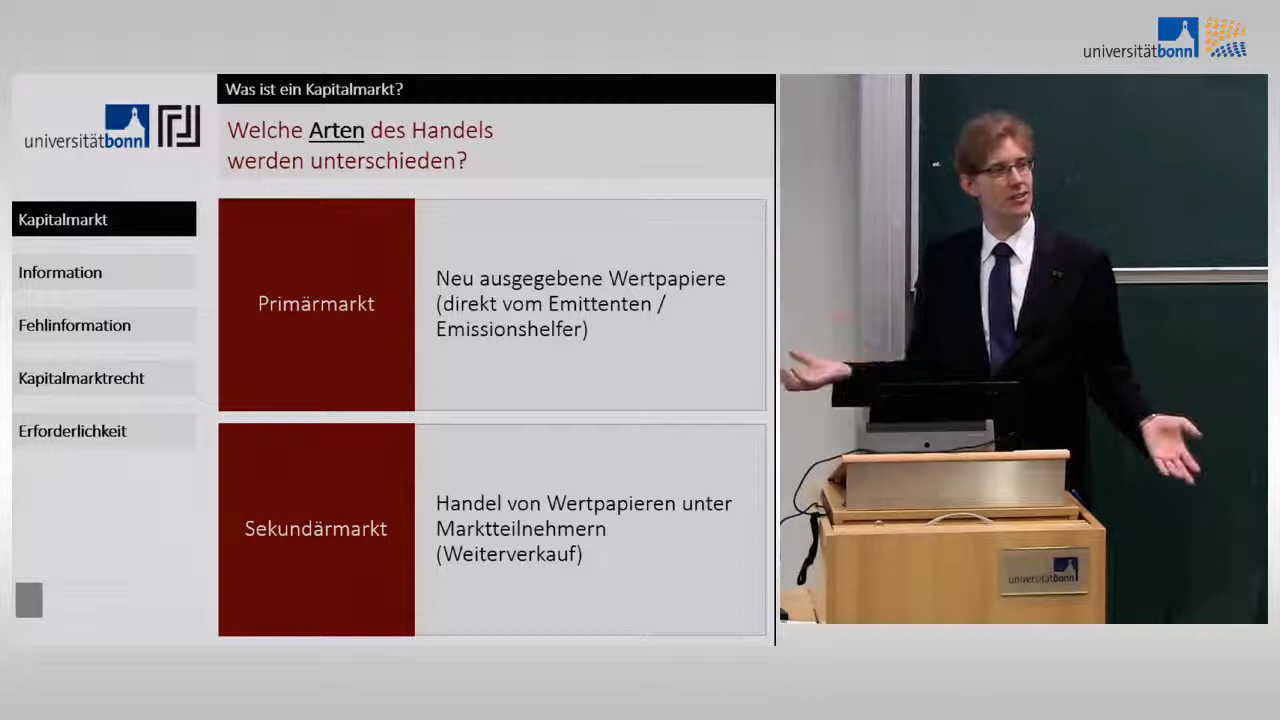 universitätbonn
Was ist ein Kapitalmarkt?
universitätbonn
Welche Arten des Handels
werden unterschieden?
Kapitalmarkt
Information
Fehlinformation
Kapitalmarktrecht
Erforderlichkeit
Primärmarkt
Neu ausgegebene Wertpapiere
(direkt vom Emittenten /
Emissionshelfer)
Sekundärmarkt
Handel von Wertpapieren unter
Marktteilnehmern
(Weiterverkauf)
universitätbonn